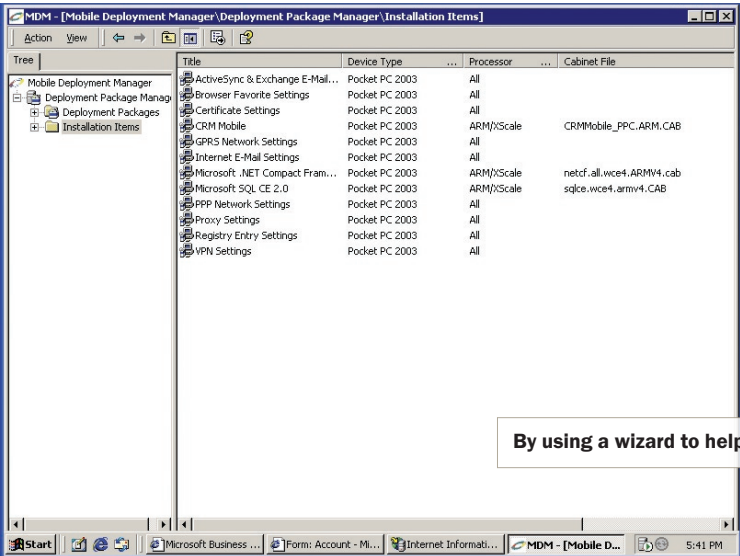 MDM - [Mobile Deployment Manager\Deployment Package Manager\Installation Items]
Action View
Tree
Title Device Type ... Processor ... Cabinet File
Mobile Deployment Manager
Deployment Package Manag
Deployment Packages
Installation Items
ActiveSync & Exchange E-Mail... Pocket PC 2003 All
Browser Favorite Settings Pocket PC 2003 All
Certificate Settings Pocket PC 2003 All
CRM Mobile Pocket PC 2003 ARM/XScale CRMMobile_PPC.ARM.CAB
GPRS Network Settings Pocket PC 2003 All
Internet E-Mail Settings Pocket PC 2003 All
Microsoft .NET Compact Fram... Pocket PC 2003 ARM/XScale netcf.all.wce4.ARMV4.cab
Microsoft SQL CE 2.0 Pocket PC 2003 ARM/XScale sqlce.wce4.armv4.CAB
PPP Network Settings Pocket PC 2003 All
Proxy Settings Pocket PC 2003 All
Registry Entry Settings Pocket PC 2003 All
VPN Settings Pocket PC 2003 All
By using a wizard to help
Start Microsoft Business ... Form: Account - Mi... Internet Informati... MDM - [Mobile D... 5:41 PM